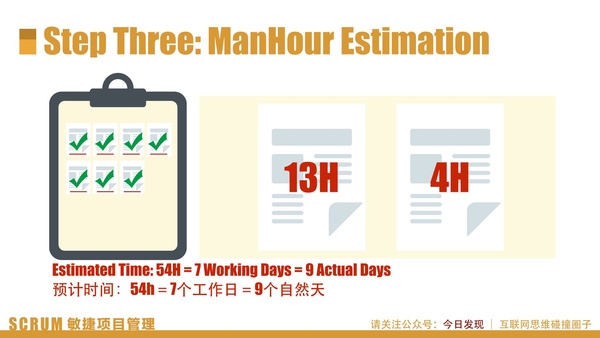 Step Three: ManHour Estimation
13H
4H
Estimated Time: 54H = 7 Working Days = 9 Actual Days
预计时间：54h＝7个工作日＝9个自然天
SCRUM 敏捷项目管理
请关注公众号：今日发现 | 互联网思维碰撞圈子